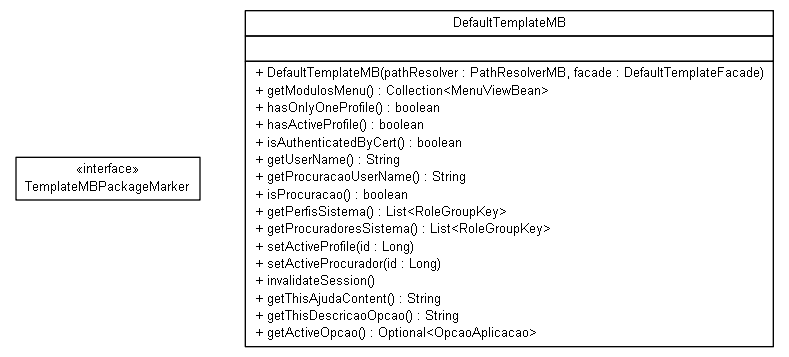 «interface»
TemplateMBPackageMarker
DefaultTemplateMB
+ DefaultTemplateMB(pathResolver : PathResolverMB, facade : DefaultTemplateFacade)
+ getModulosMenu() : Collection<MenuViewBean>
+ hasOnlyOneProfile() : boolean
+ hasActiveProfile() : boolean
+ isAuthenticatedByCert() : boolean
+ getUserName() : String
+ getProcuracaoUserName() : String
+ isProcuracao() : boolean
+ getPerfisSistema() : List<RoleGroupKey>
+ getProcuradoresSistema() : List<RoleGroupKey>
+ setActiveProfile(id : Long)
+ setActiveProcurador(id : Long)
+ invalidateSession()
+ getThisAjudaContent() : String
+ getThisDescricaoOpcao() : String
+ getActiveOpcao() : Optional<OpcaoAplicacao>